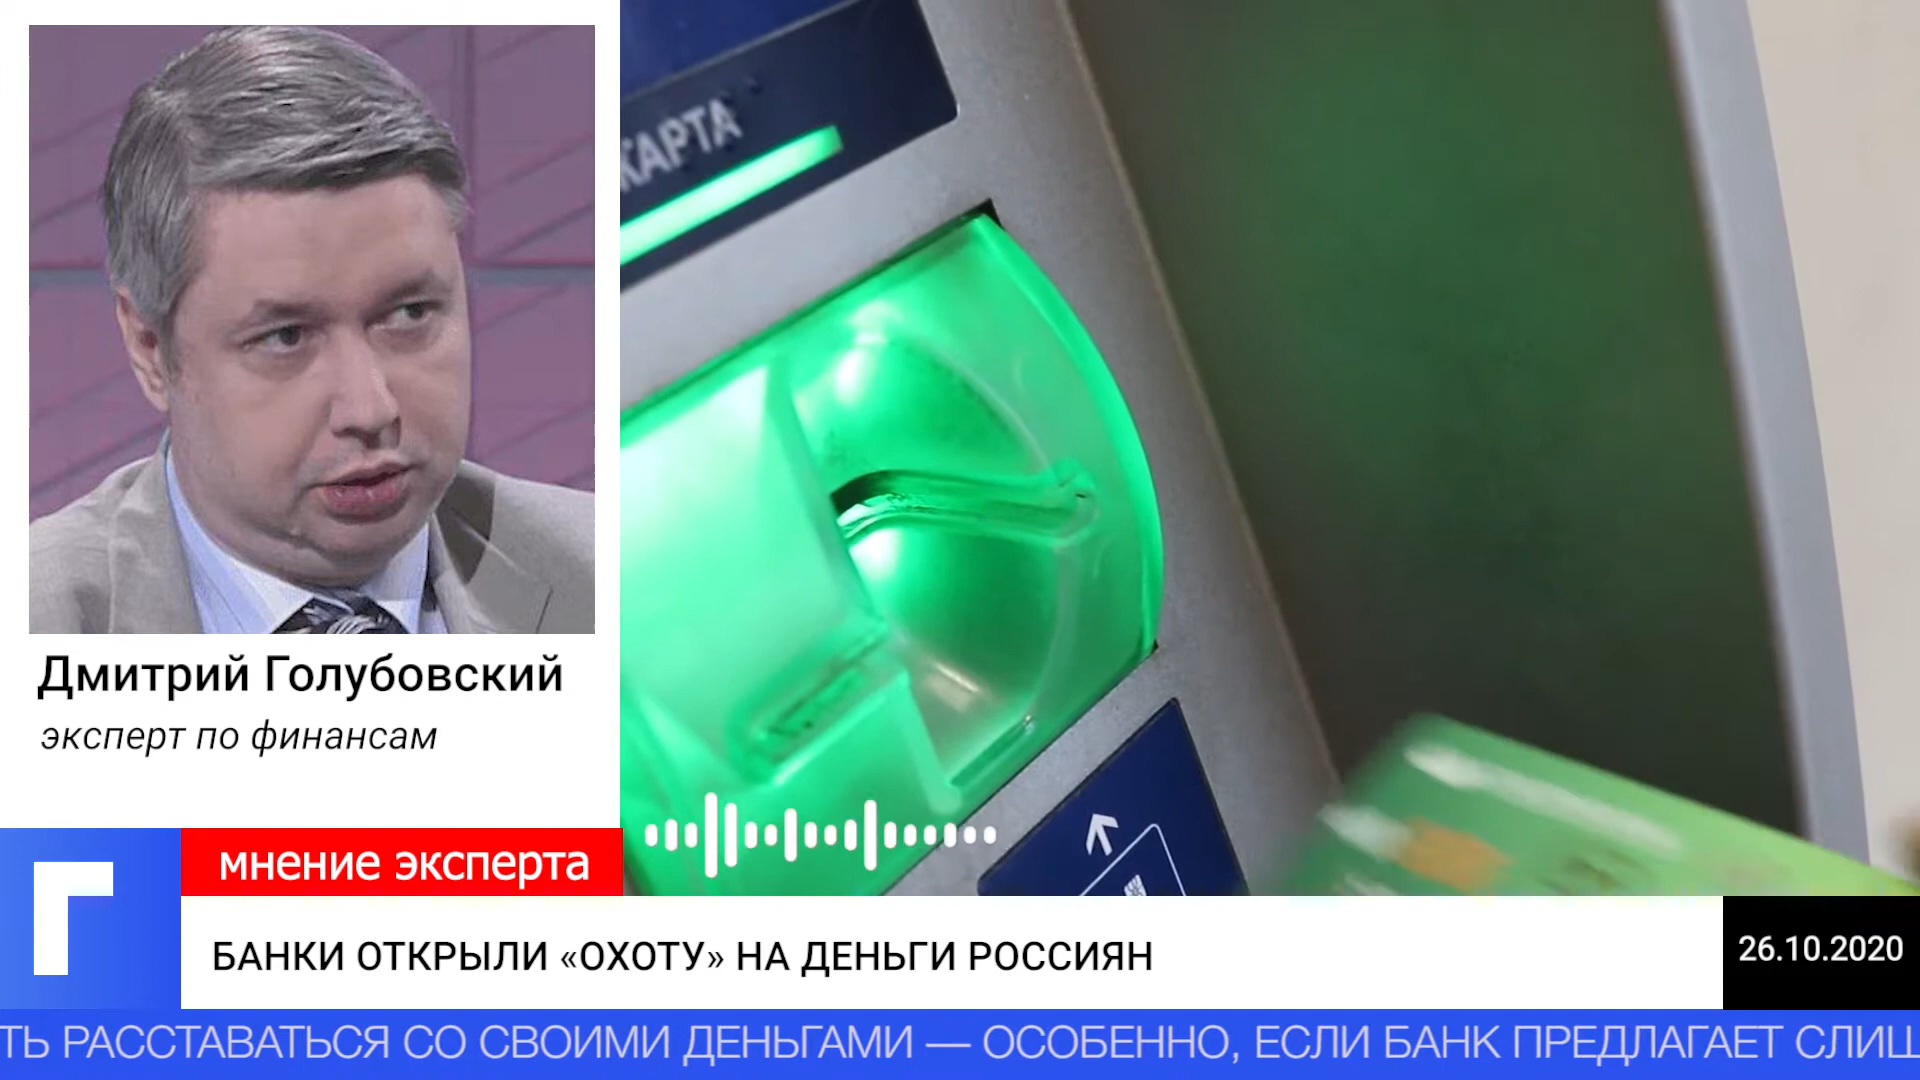 КАРТА
Дмитрий Голубовский
эксперт по финансам
Г
мнение эксперта
БАНКИ ОТКРЫЛИ «ОХОТУ» НА ДЕНЬГИ РОССИЯН
26.10.2020
ТЬ РАССТАВАТЬСЯ СО СВОИМИ ДЕНЬГАМИ — ОСОБЕННО, ЕСЛИ БАНК ПРЕДЛАГАЕТ СЛИШ